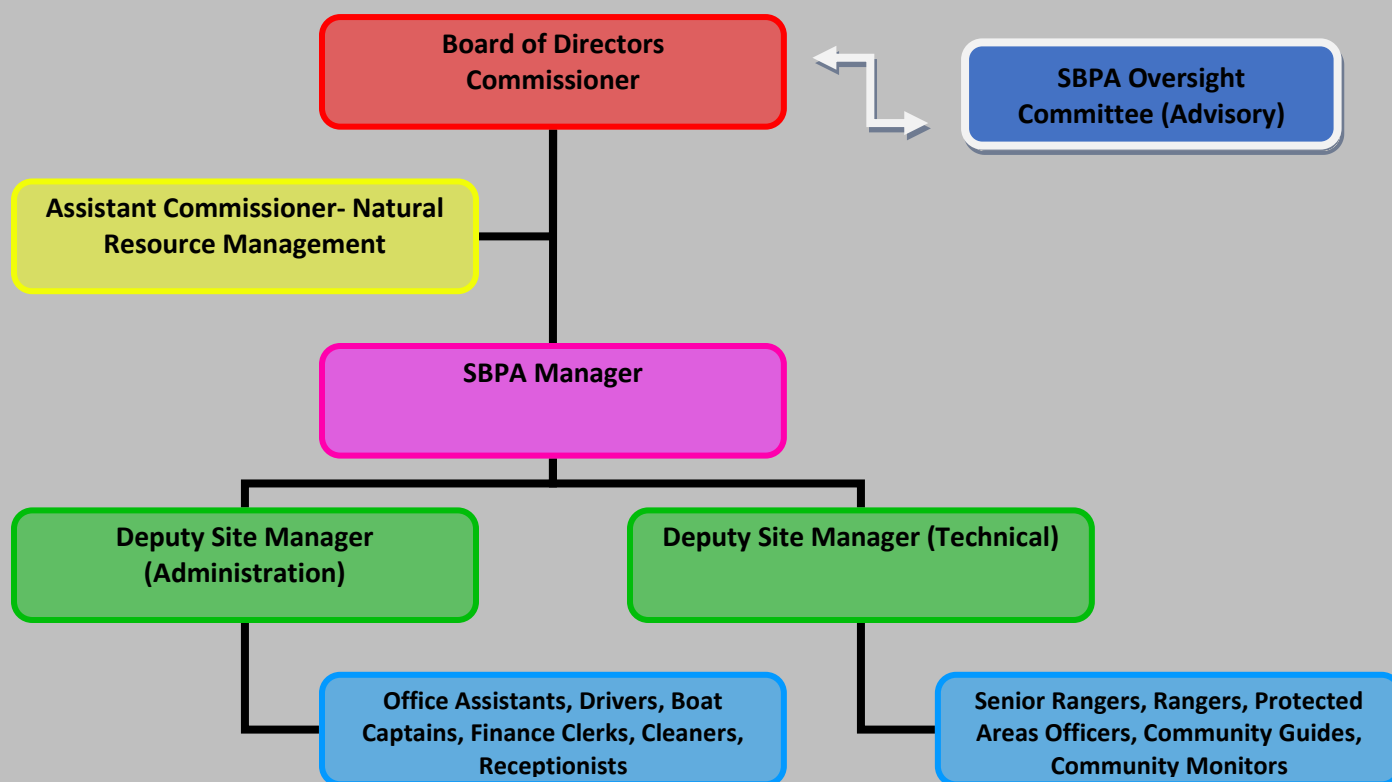 Board of Directors
Commissioner
SBPA Oversight
Committee (Advisory)
Assistant Commissioner- Natural
Resource Management
SBPA Manager
Deputy Site Manager
(Administration)
Deputy Site Manager (Technical)
Office Assistants, Drivers, Boat
Captains, Finance Clerks, Cleaners,
Receptionists
Senior Rangers, Rangers, Protected
Areas Officers, Community Guides,
Community Monitors